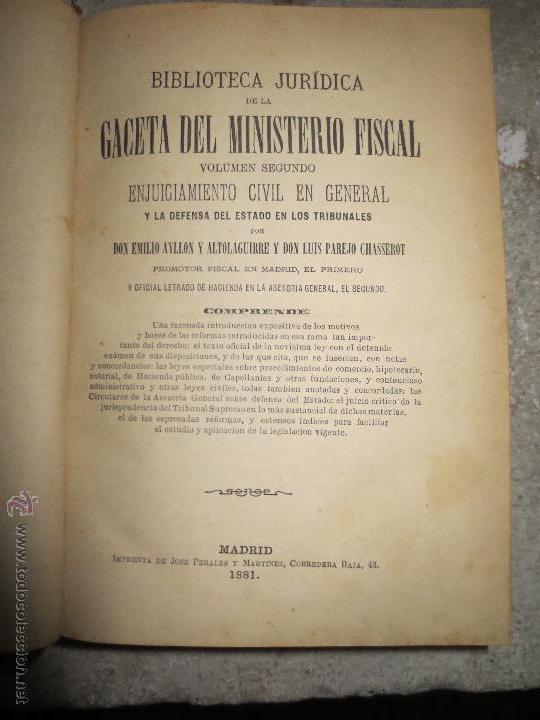 BIBLIOTECA JURÍDICA
DE LA
GACETA DEL MINISTERIO FISCAL
VOLUMEN SEGUNDO
ENJUICIAMIENTO CIVIL EN GENERAL
Y LA DEFENSA DEL ESTADO EN LOS TRIBUNALES
POR
DON EMILIO AYLLON Y ALTOLAGUIRRE Y DON LUIS PAREJO CHASSEROT
PROMOTOR FISCAL EN MADRID, EL PRIMERO
Y OFICIAL LETRADO DE HACIENDA EN LA ASESORIA GENERAL, EL SEGUNDO.
COMPRENDE:
Una razonada introduccion expositiva de los motivos
y bases de las reformas introducidas en esa rama tan impor-
tante del derecho: el texto oficial de la novísima ley con el detenido
exámen de sus disposiciones, y de las que cita, que se insertan, con notas
y concordancias: las leyes especiales sobre procedimientos de comercio, hipotecario,
notarial, de Hacienda pública, de Capellanías y otras fundaciones, y contencioso
administrativo y otras leyes civiles, todas tambien anotadas y concordadas: las
Circulares de la Asesoría General sobre defensa del Estado: el juicio crítico de la
jurisprudencia del Tribunal Supremo en lo más sustancial de dichas materias,
el de las espresadas reformas, y estensos índices para facilitar
el estudio y aplicacion de la legislacion vigente.
MADRID
IMPRENTA DE JOSE PERALES Y MARTINEZ, CORREDERA BAJA, 43.
1881.
© www.todocoleccion.net